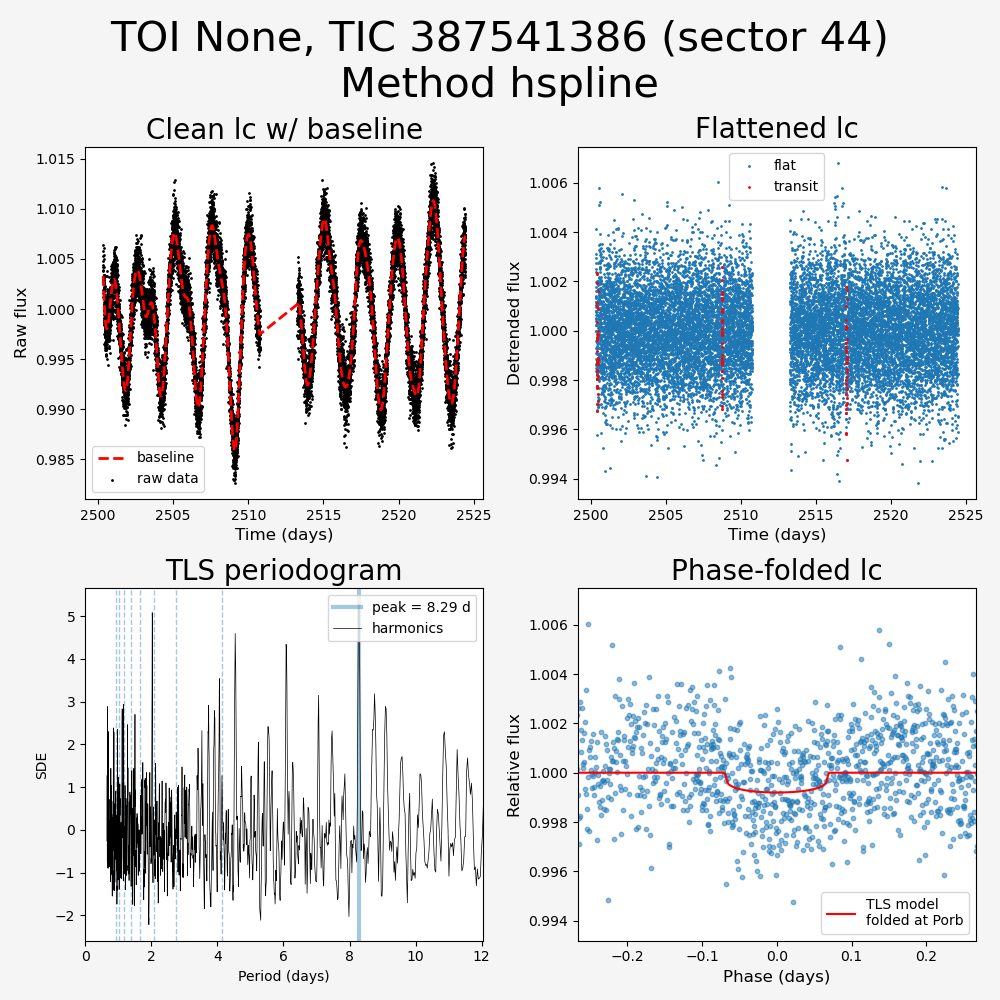 TOI None, TIC 387541386 (sector 44)
Method hspline
Clean lc w/ baseline
Raw flux
1.015
1.010
1.005
1.000
0.995
0.990
0.985
baseline
raw data
2500
2505
2510
2515
2520
2525
Time (days)
Flattened lc
Detrended flux
1.006
1.004
1.002
1.000
0.998
0.996
0.994
flat
transit
2500
2505
2510
2515
2520
2525
Time (days)
TLS periodogram
SDE
5
4
3
2
1
0
−1
−2
peak = 8.29 d
harmonics
0
2
4
6
8
10
12
Period (days)
Phase-folded lc
Relative flux
1.006
1.004
1.002
1.000
0.998
0.996
0.994
TLS model
folded at Porb
−0.2
−0.1
0.0
0.1
0.2
Phase (days)